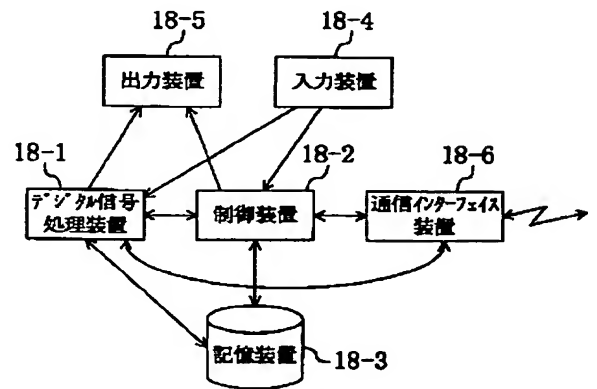 18-5
18-4
出力装置
入力装置
18-1
18-2
18-6
デジタル信号
処理装置
制御装置
通信インターフェイス
装置
記憶装置
18-3